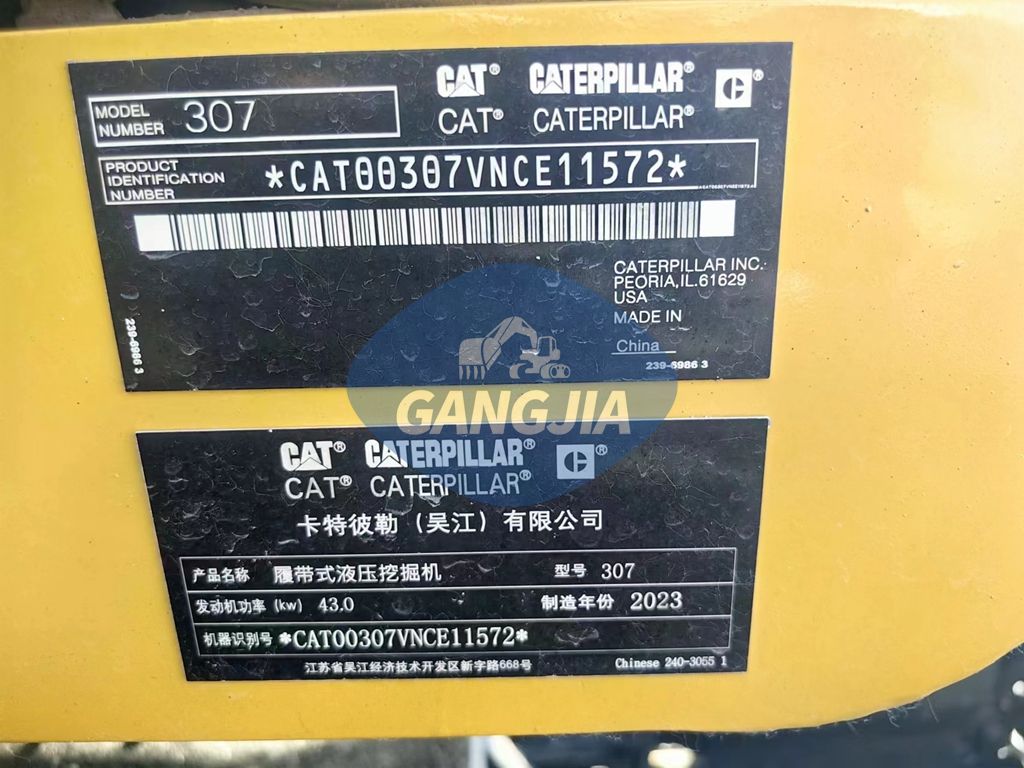 CAT® CATERPILLAR® C®
CAT® CATERPILLAR®
MODEL
NUMBER 307
PRODUCT
IDENTIFICATION
NUMBER *CAT00307VNCE11572*
CATERPILLAR INC.
PEORIA,IL.61629
USA
MADE IN
China
239-6986 3
239-6986 3
GANGJIA
CAT® CATERPILLAR® C®
CAT® CATERPILLAR®
卡特彼勒（吴江）有限公司
产品名称 履带式液压挖掘机 型号 307
发动机功率 (kw) 43.0 制造年份 2023
机器识别号 *CAT00307VNCE11572*
江苏省吴江经济技术开发区新字路668号 Chinese 240-3055 1